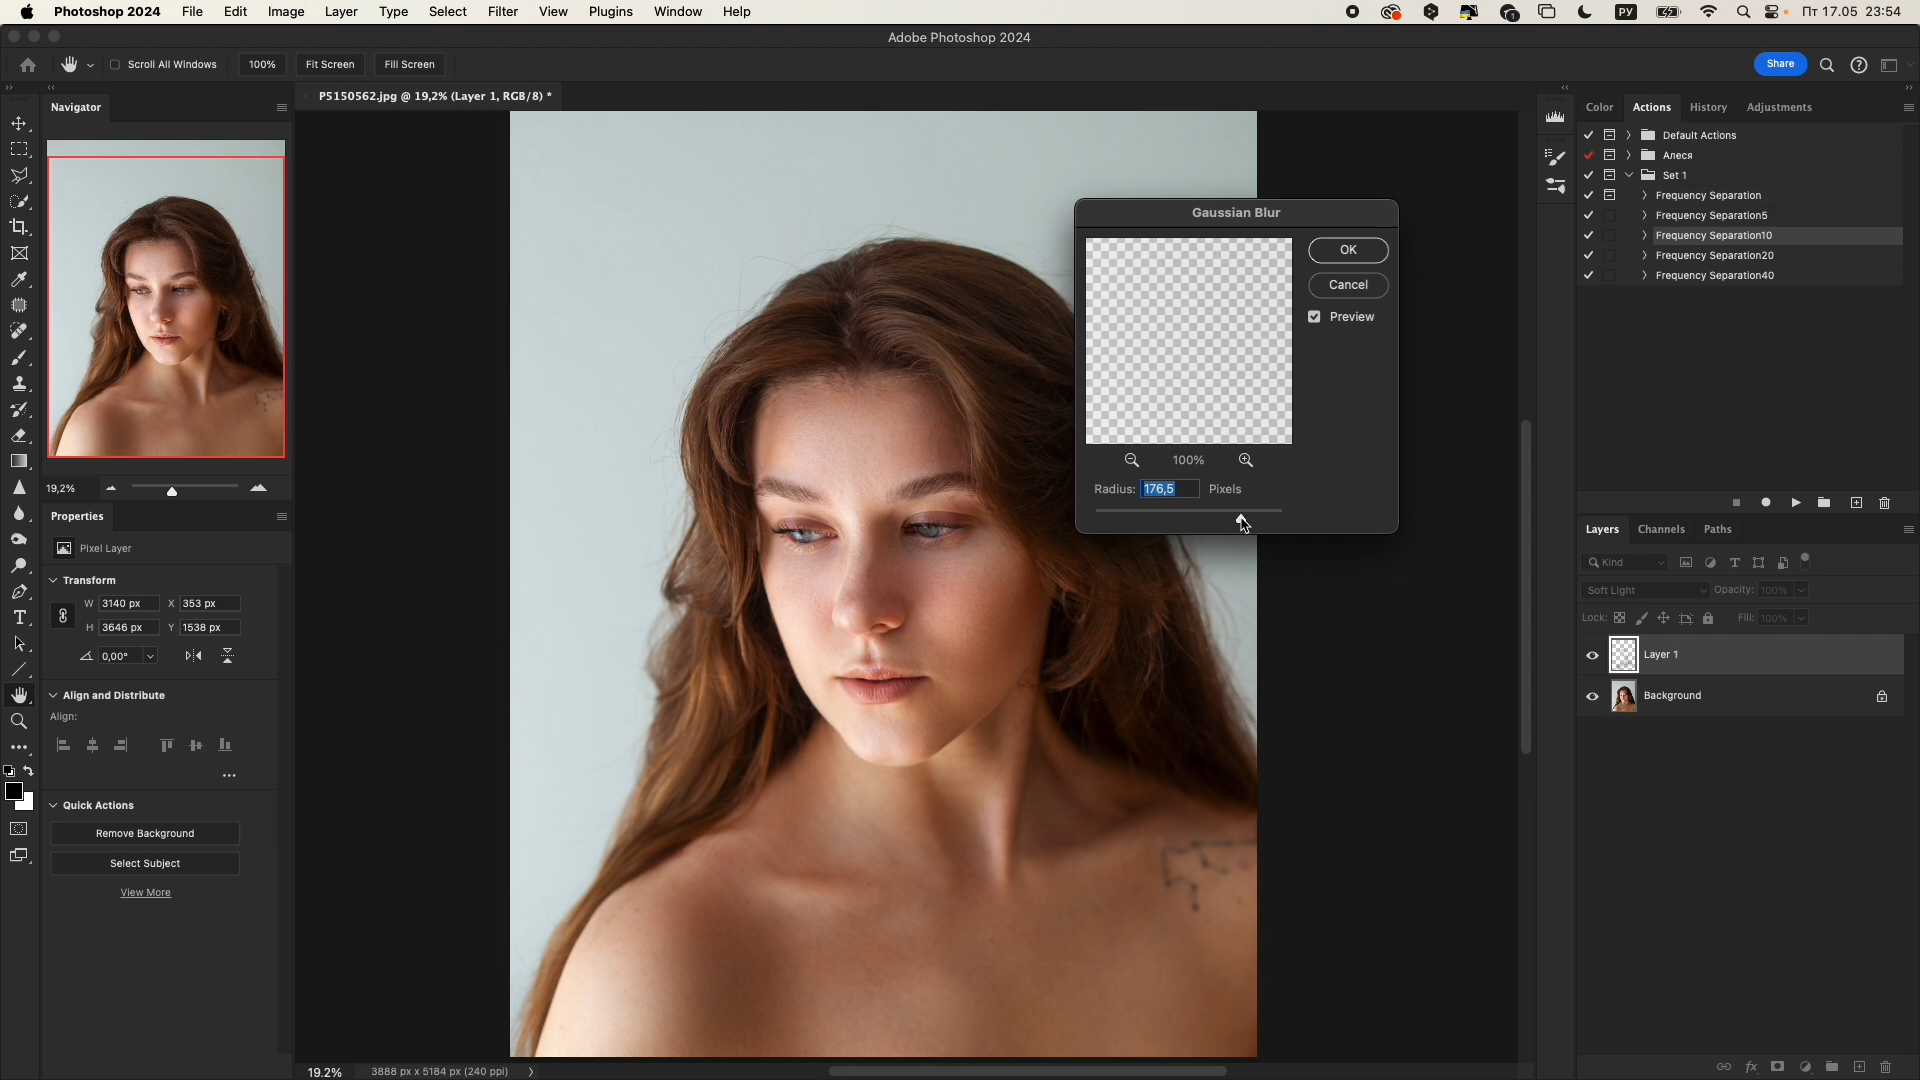 Photoshop 2024 File Edit Image Layer Type Select Filter View Plugins Window Help 1 РУ Пт 17.05 23:54
Adobe Photoshop 2024
Scroll All Windows 100% Fit Screen Fill Screen Share
Navigator
P5150562.jpg @ 19,2% (Layer 1, RGB/8) *
Color Actions History Adjustments
Default Actions
Алеся
Set 1
Frequency Separation
Frequency Separation5
Frequency Separation10
Frequency Separation20
Frequency Separation40
Gaussian Blur
OK
Cancel
Preview
100%
Radius: 176,5 Pixels
19,2%
Properties
Pixel Layer
Transform
W 3140 px X 353 px
H 3646 px Y 1538 px
0,00°
Align and Distribute
Align:
Quick Actions
Remove Background
Select Subject
View More
Layers Channels Paths
Kind
Soft Light Opacity: 100%
Lock: Fill: 100%
Layer 1
Background
fx
19.2% 3888 px x 5184 px (240 ppi)